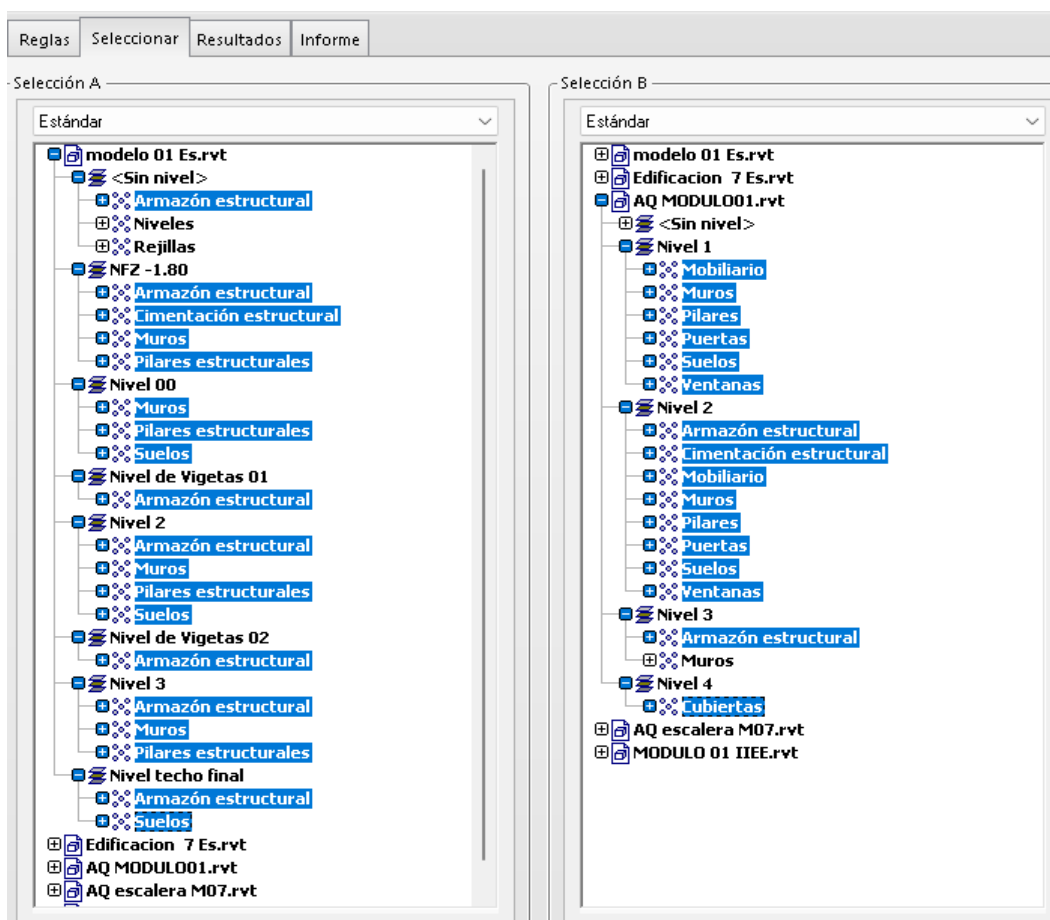 Reglas Seleccionar Resultados Informe
Selección A
Estándar
modelo 01 Es.rvt
<Sin nivel>
Armazón estructural
Niveles
Rejillas
NFZ -1.80
Armazón estructural
Cimentación estructural
Muros
Pilares estructurales
Nivel 00
Muros
Pilares estructurales
Suelos
Nivel de Vigetas 01
Armazón estructural
Nivel 2
Armazón estructural
Muros
Pilares estructurales
Suelos
Nivel de Vigetas 02
Armazón estructural
Nivel 3
Armazón estructural
Muros
Pilares estructurales
Nivel techo final
Armazón estructural
Suelos
Edificacion 7 Es.rvt
AQ MODULO01.rvt
AQ escalera M07.rvt
Selección B
Estándar
modelo 01 Es.rvt
Edificacion 7 Es.rvt
AQ MODULO01.rvt
<Sin nivel>
Nivel 1
Mobiliario
Muros
Pilares
Puertas
Suelos
Ventanas
Nivel 2
Armazón estructural
Cimentación estructural
Mobiliario
Muros
Pilares
Puertas
Suelos
Ventanas
Nivel 3
Armazón estructural
Muros
Nivel 4
Cubiertas
AQ escalera M07.rvt
MODULO 01 IIEE.rvt